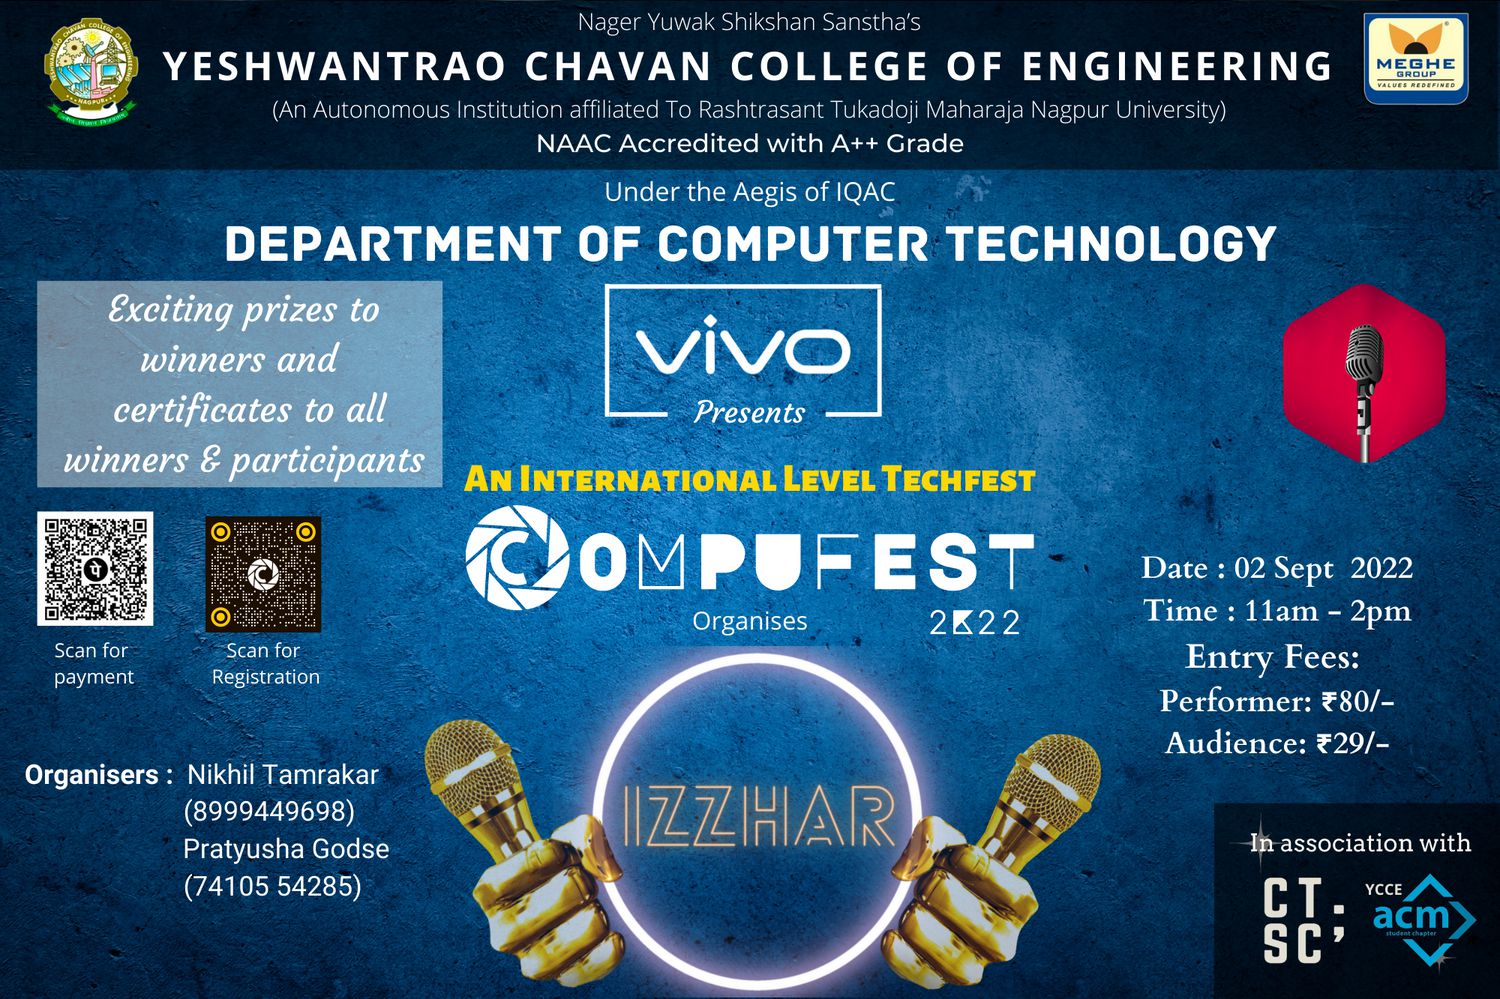 Nager Yuwak Shikshan Sanstha's
YESHWANTRAO CHAVAN COLLEGE OF ENGINEERING
(An Autonomous Institution affiliated To Rashtrasant Tukadoji Maharaja Nagpur University)
NAAC Accredited with A++ Grade
MEGHE
GROUP
VALUES REDEFINED
Under the Aegis of IQAC
DEPARTMENT OF COMPUTER TECHNOLOGY
Exciting prizes to
winners and
certificates to all
winners & participants
vivo
Presents
AN INTERNATIONAL LEVEL TECHFEST
COMPUFEST
Organises
2K22
पे
Scan for
payment
Scan for
Registration
Date : 02 Sept 2022
Time : 11am - 2pm
Entry Fees:
Performer: ₹80/-
Audience: ₹29/-
Organisers : Nikhil Tamrakar
(8999449698)
Pratyusha Godse
(74105 54285)
IZZHAR
In association with
CT;
SC
YCCE
acm
student chapter